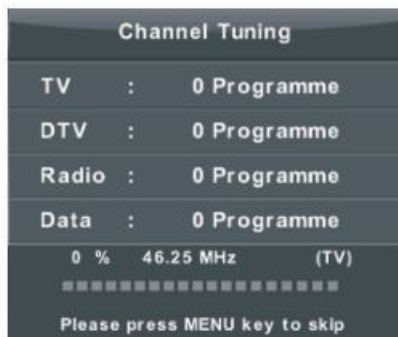 Channel Tuning
TV : 0 Programme
DTV : 0 Programme
Radio : 0 Programme
Data : 0 Programme
0 % 46.25 MHz (TV)
Please press MENU key to skip